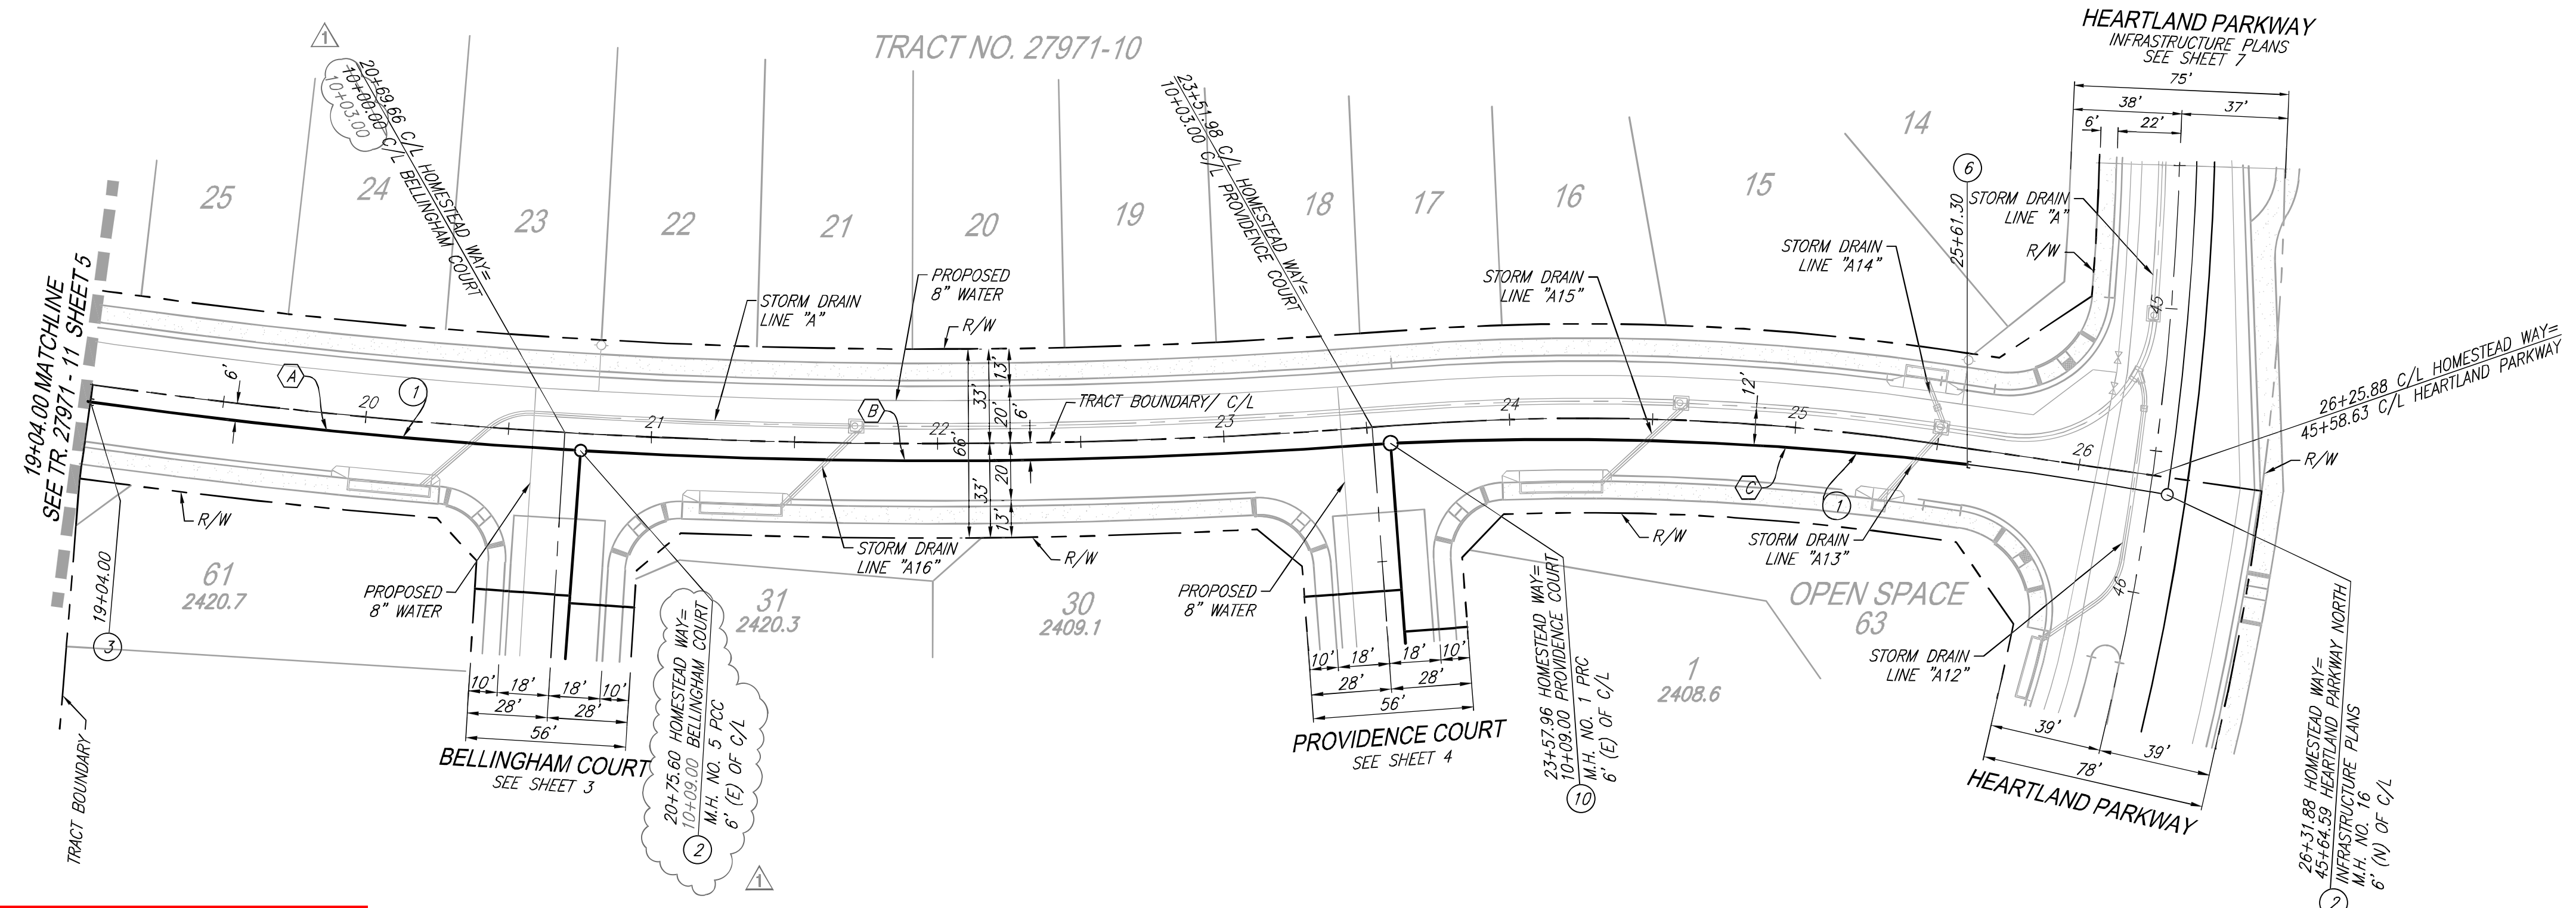 HEARTLAND PARKWAY
INFRASTRUCTURE PLANS
SEE SHEET 7
75'
38'
37'
6'
22'
TRACT NO. 27971-10
1
20+69.66 C/L HOMESTEAD WAY=
10+00.00 C/L BELLINGHAM COURT
10+03.00
23+51.98 C/L HOMESTEAD WAY=
10+03.00 C/L PROVIDENCE COURT
25
24
23
22
21
20
19
18
17
16
15
14
6
25+61.30
STORM DRAIN
LINE "A"
R/W
STORM DRAIN
LINE "A14"
STORM DRAIN
LINE "A15"
PROPOSED
8" WATER
STORM DRAIN
LINE "A"
R/W
19+04.00 MATCHLINE
SEE TR. 27971-11 SHEET 5
6'
A
1
20
21
B
22
13'
33'
20'
66'
6'
20
33'
13'
TRACT BOUNDARY/ C/L
23
24
12'
25
26
45
46
26+25.88 C/L HOMESTEAD WAY=
45+58.63 C/L HEARTLAND PARKWAY
R/W
C
1
R/W
R/W
R/W
STORM DRAIN
LINE "A16"
STORM DRAIN
LINE "A13"
STORM DRAIN
LINE "A12"
19+04.00
3
61
2420.7
PROPOSED
8" WATER
31
2420.3
30
2409.1
PROPOSED
8" WATER
1
2408.6
OPEN SPACE
63
10'
18'
18'
10'
28'
28'
56'
BELLINGHAM COURT
SEE SHEET 3
20+75.60 HOMESTEAD WAY=
10+09.00 BELLINGHAM COURT
M.H. NO. 5 PCC
6' (E) OF C/L
2
1
10'
18'
18'
10'
28'
28'
56'
PROVIDENCE COURT
SEE SHEET 4
23+57.96 HOMESTEAD WAY=
10+09.00 PROVIDENCE COURT
M.H. NO. 1 PRC
6' (E) OF C/L
10
39'
39'
78'
HEARTLAND PARKWAY
26+31.88 HOMESTEAD WAY=
45+64.59 HEARTLAND PARKWAY NORTH
INFRASTRUCTURE PLANS
M.H. NO. 16
6' (N) OF C/L
2
TRACT BOUNDARY